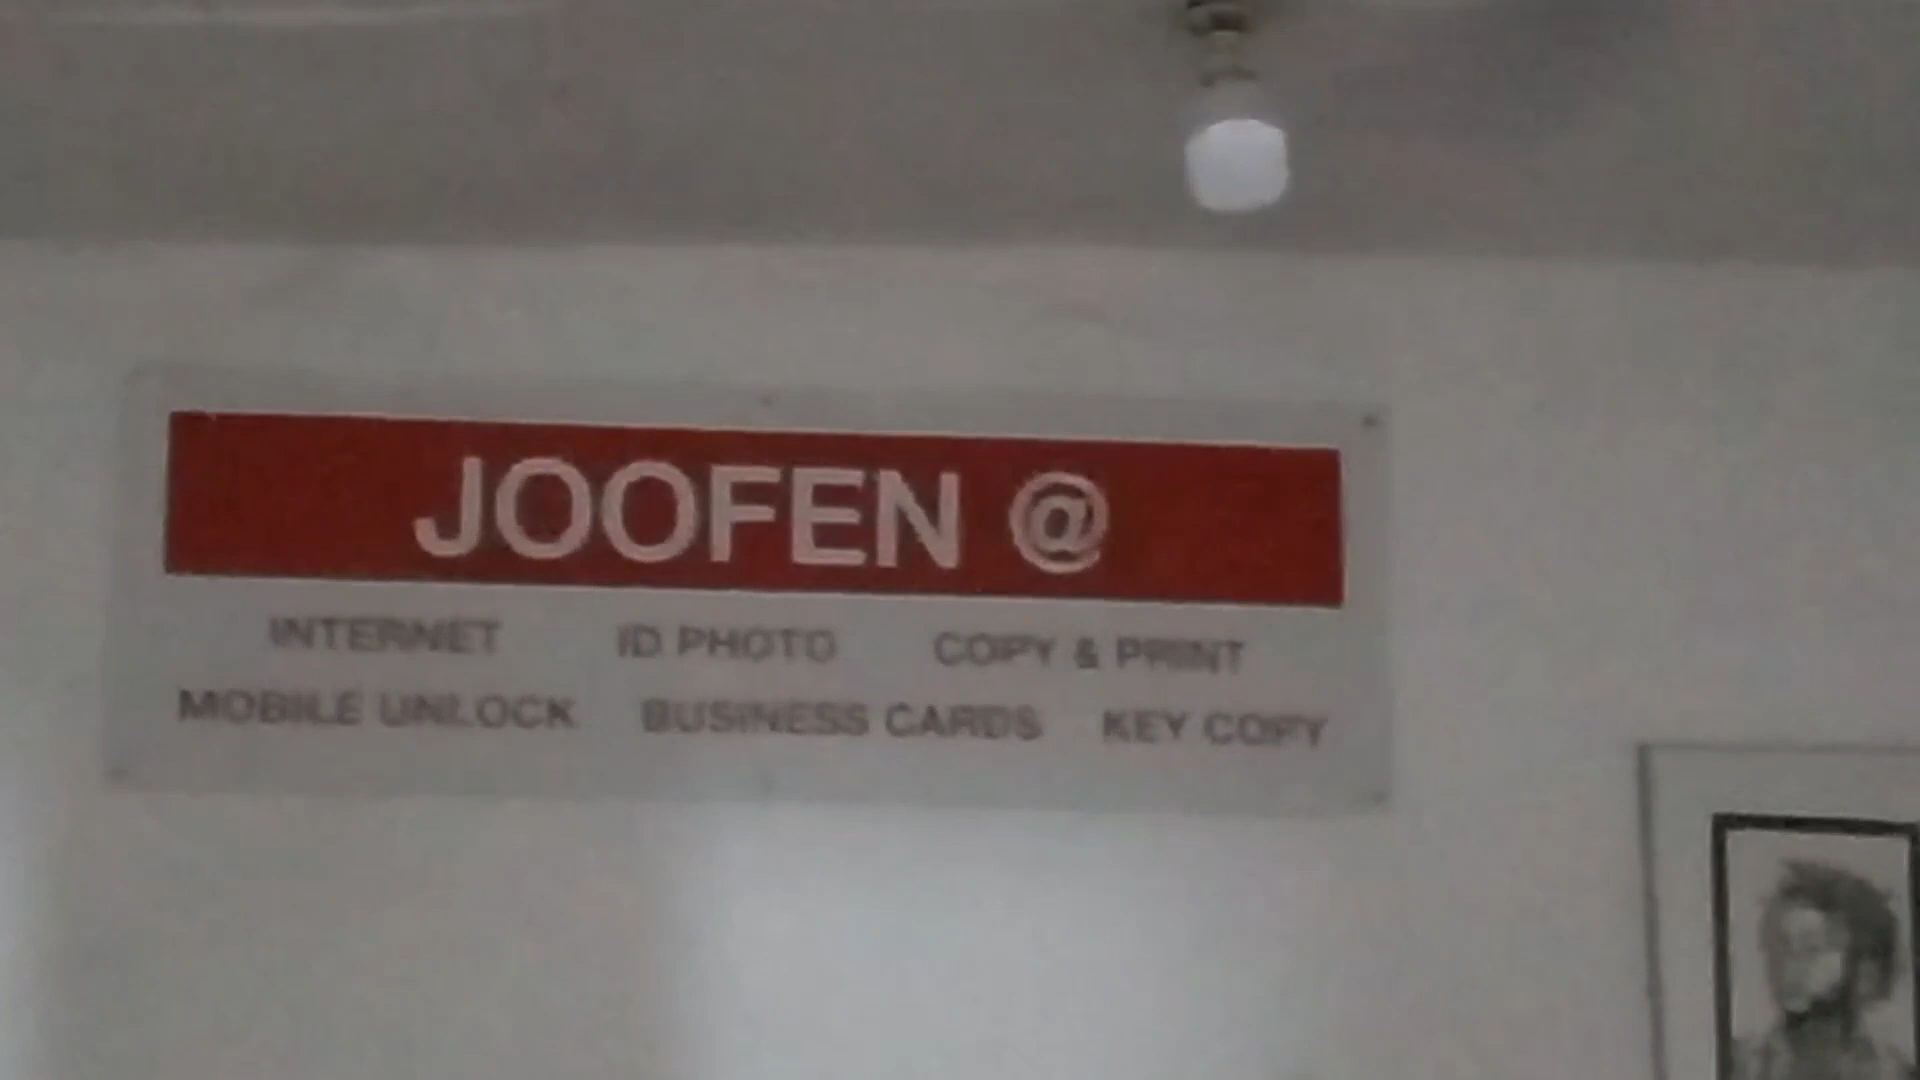 JOOFEN @
INTERNET ID PHOTO COPY & PRINT
MOBILE UNLOCK BUSINESS CARDS KEY COPY